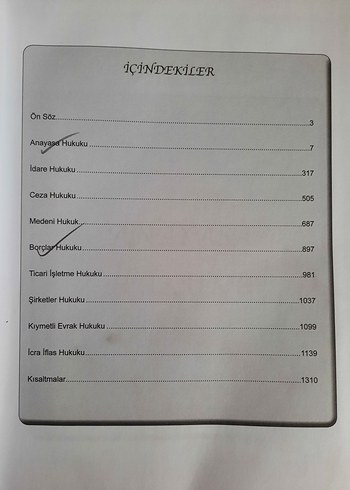 İÇİNDEKİLER
Ön Söz....................................................................................3
Anayasa Hukuku....................................................................................7
İdare Hukuku....................................................................................317
Ceza Hukuku....................................................................................505
Medeni Hukuk....................................................................................687
Borçlar Hukuku....................................................................................897
Ticari İşletme Hukuku....................................................................................981
Şirketler Hukuku....................................................................................1037
Kıymetli Evrak Hukuku....................................................................................1099
İcra İflas Hukuku....................................................................................1139
Kısaltmalar....................................................................................1310